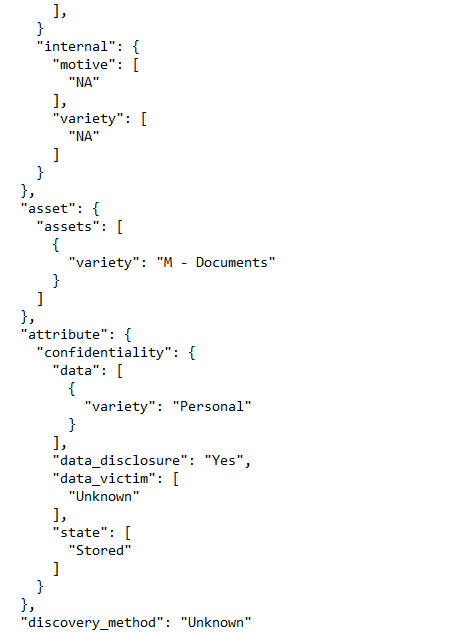 ],
  }
  "internal": {
    "motive": [
      "NA"
    ],
    "variety": [
      "NA"
    ]
  }
},
"asset": {
  "assets": [
    {
      "variety": "M - Documents"
    }
  ]
},
"attribute": {
  "confidentiality": {
    "data": [
      {
        "variety": "Personal"
      }
    ],
    "data_disclosure": "Yes",
    "data_victim": [
      "Unknown"
    ],
    "state": [
      "Stored"
    ]
  }
},
"discovery_method": "Unknown"